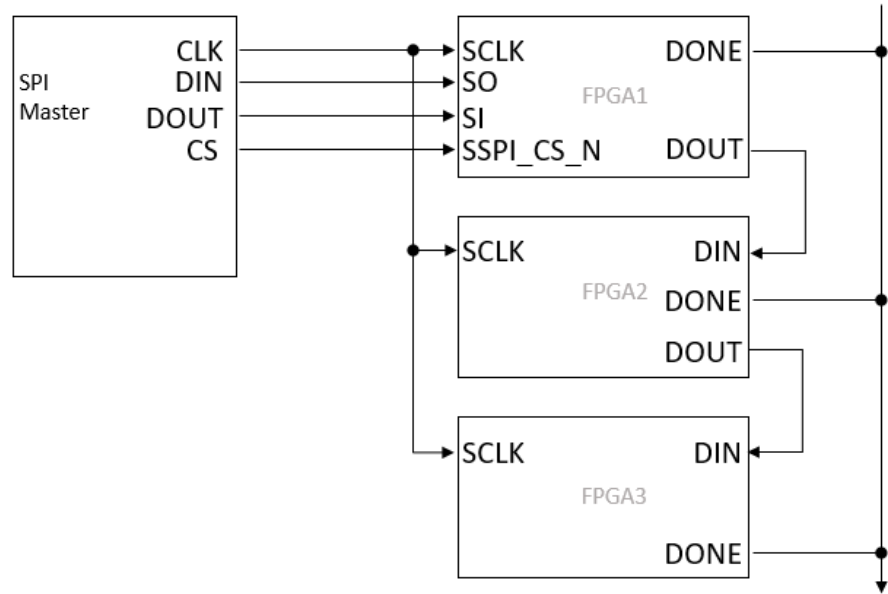 SPI
Master
CLK
DIN
DOUT
CS
SCLK
SO
SI
SSPI_CS_N
FPGA1
DONE
DOUT
SCLK
FPGA2
DIN
DONE
DOUT
SCLK
FPGA3
DIN
DONE